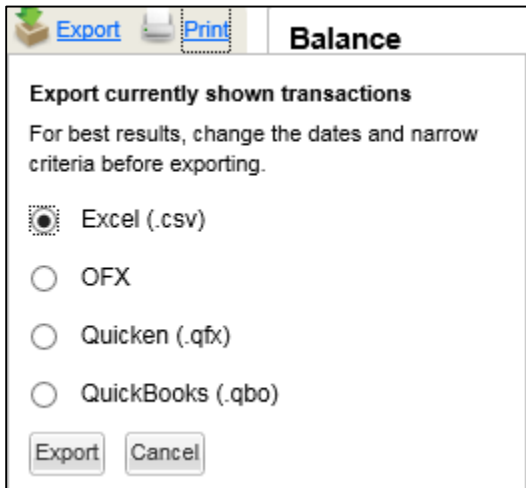 Export Print Balance
Export currently shown transactions
For best results, change the dates and narrow
criteria before exporting.
Excel (.csv)
OFX
Quicken (.qfx)
QuickBooks (.qbo)
Export Cancel